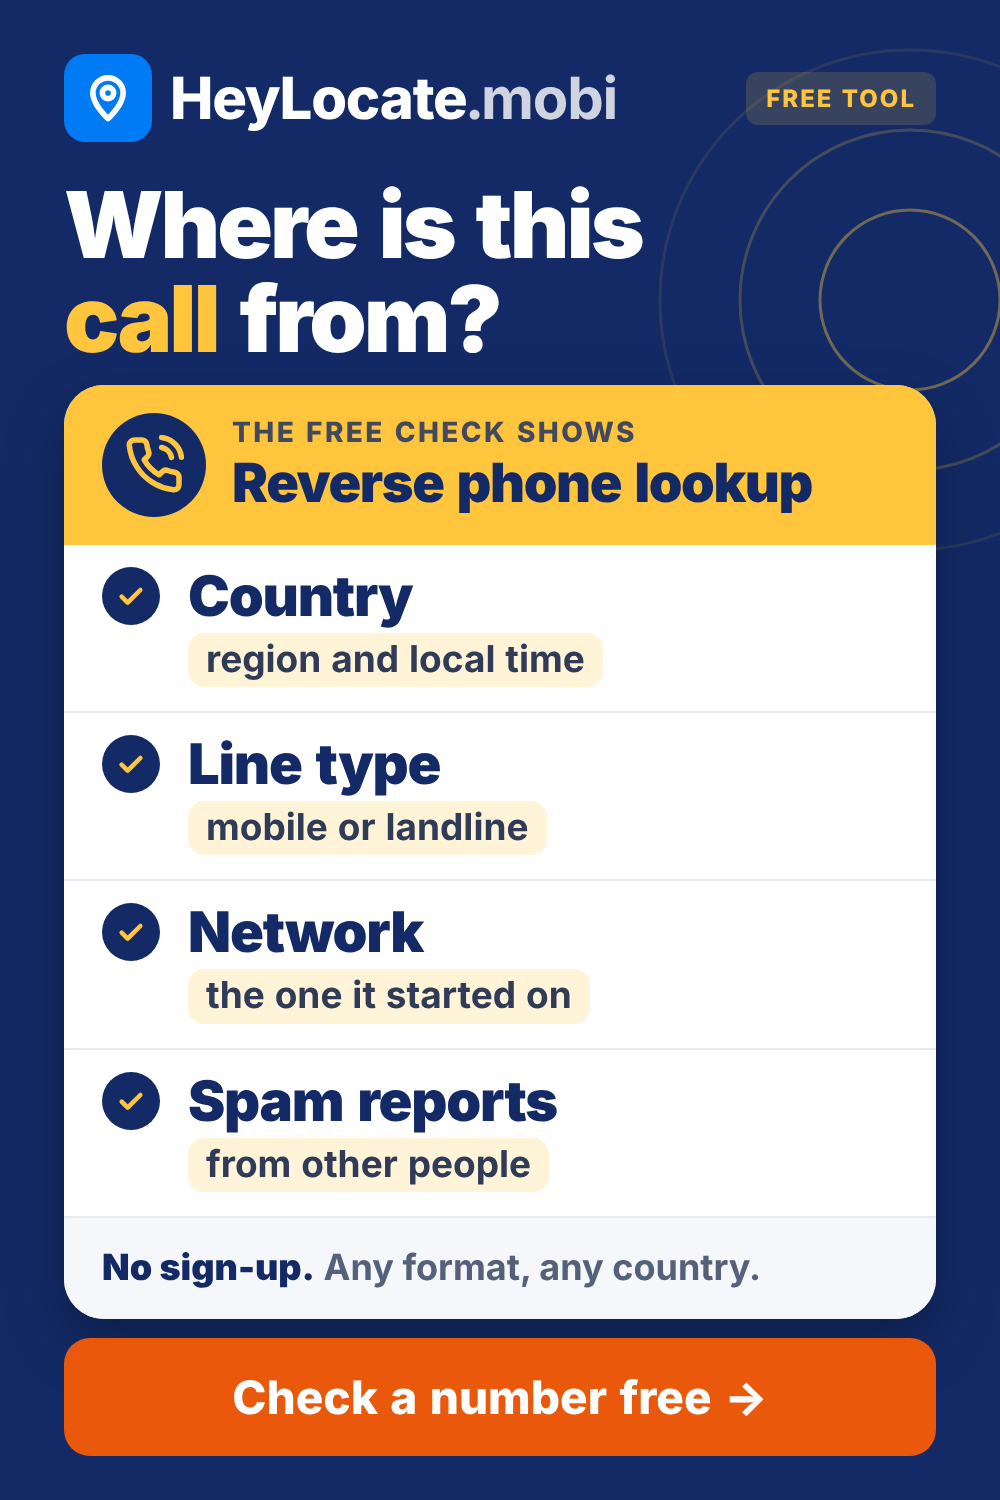 HeyLocate.mobi
FREE TOOL
Where is this
call from?
THE FREE CHECK SHOWS
Reverse phone lookup
Country
region and local time
Line type
mobile or landline
Network
the one it started on
Spam reports
from other people
No sign-up. Any format, any country.
Check a number free →